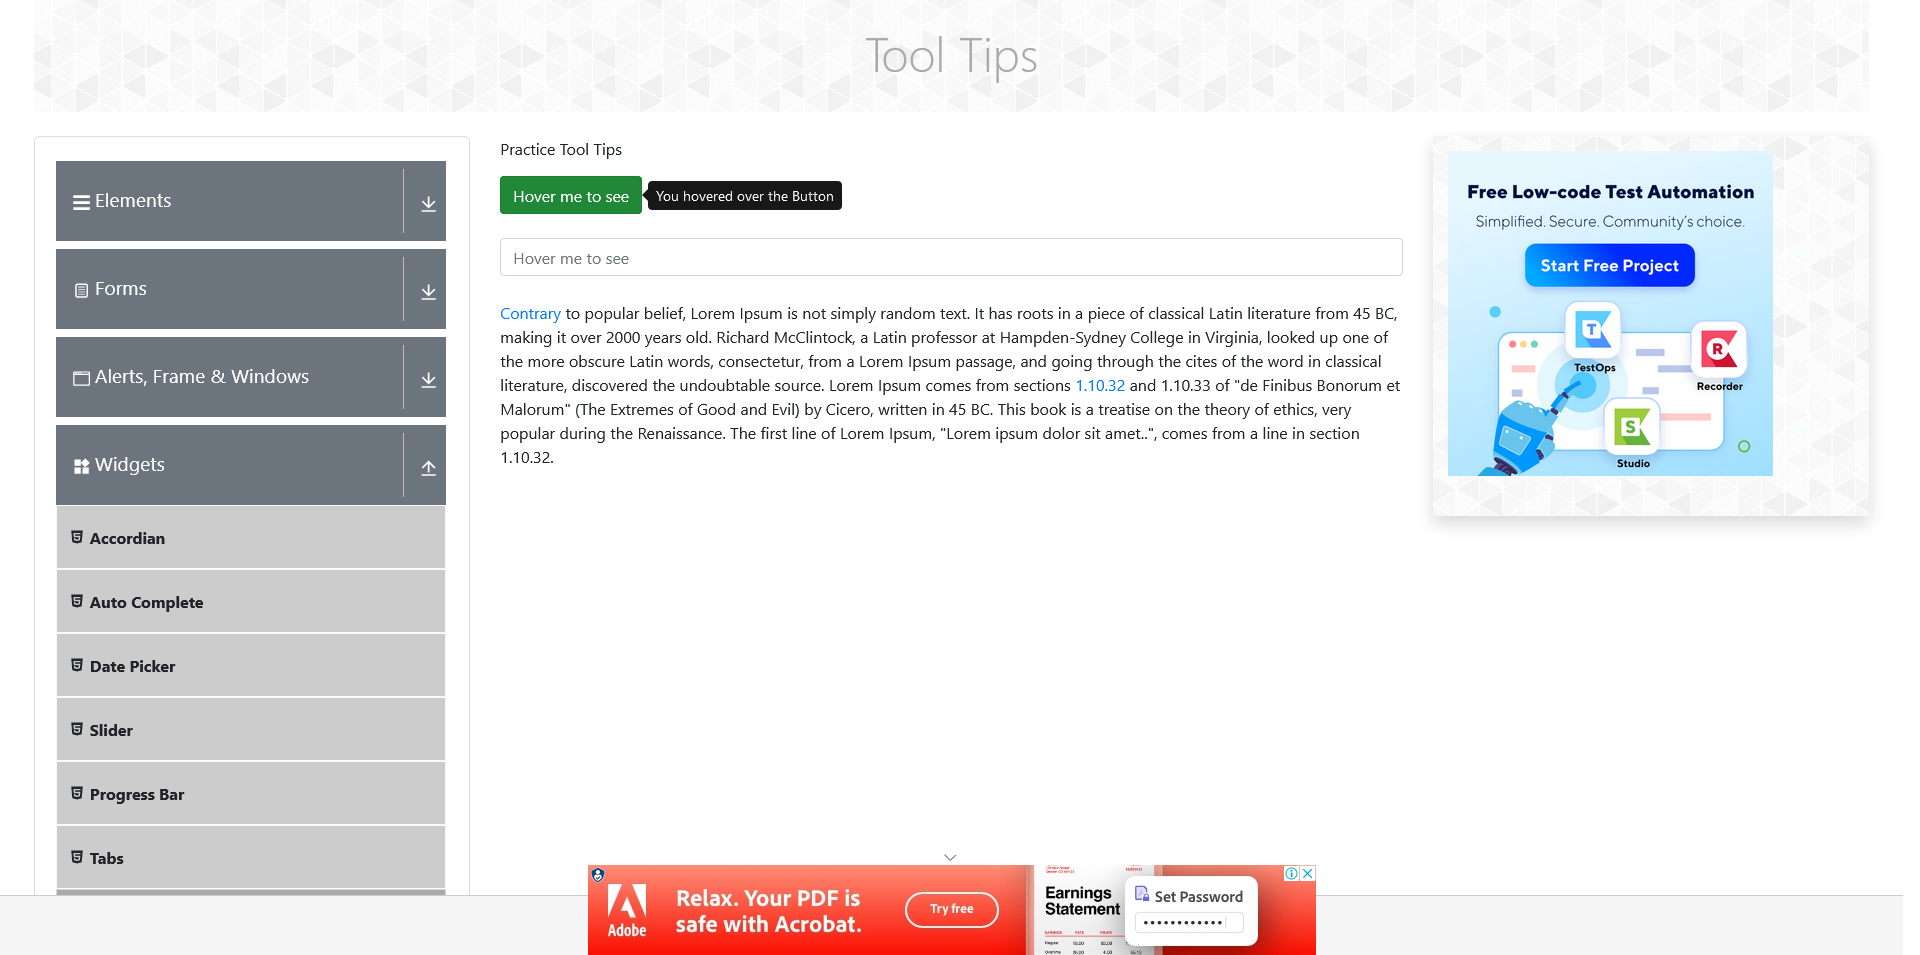 Tool Tips
Elements
Forms
Alerts, Frame & Windows
Widgets
Accordian
Auto Complete
Date Picker
Slider
Progress Bar
Tabs
Practice Tool Tips
Hover me to see
You hovered over the Button
Hover me to see
Contrary to popular belief, Lorem Ipsum is not simply random text. It has roots in a piece of classical Latin literature from 45 BC,
making it over 2000 years old. Richard McClintock, a Latin professor at Hampden-Sydney College in Virginia, looked up one of
the more obscure Latin words, consectetur, from a Lorem Ipsum passage, and going through the cites of the word in classical
literature, discovered the undoubtable source. Lorem Ipsum comes from sections 1.10.32 and 1.10.33 of "de Finibus Bonorum et
Malorum" (The Extremes of Good and Evil) by Cicero, written in 45 BC. This book is a treatise on the theory of ethics, very
popular during the Renaissance. The first line of Lorem Ipsum, "Lorem ipsum dolor sit amet..", comes from a line in section
1.10.32.
Free Low-code Test Automation
Simplified. Secure. Community's choice.
Start Free Project
T
TestOps
R
Recorder
S
Studio
Adobe
Relax. Your PDF is
safe with Acrobat.
Try free
Earnings
Statement
EARNINGS RATE HOURS
Regular
Overtime
Set Password